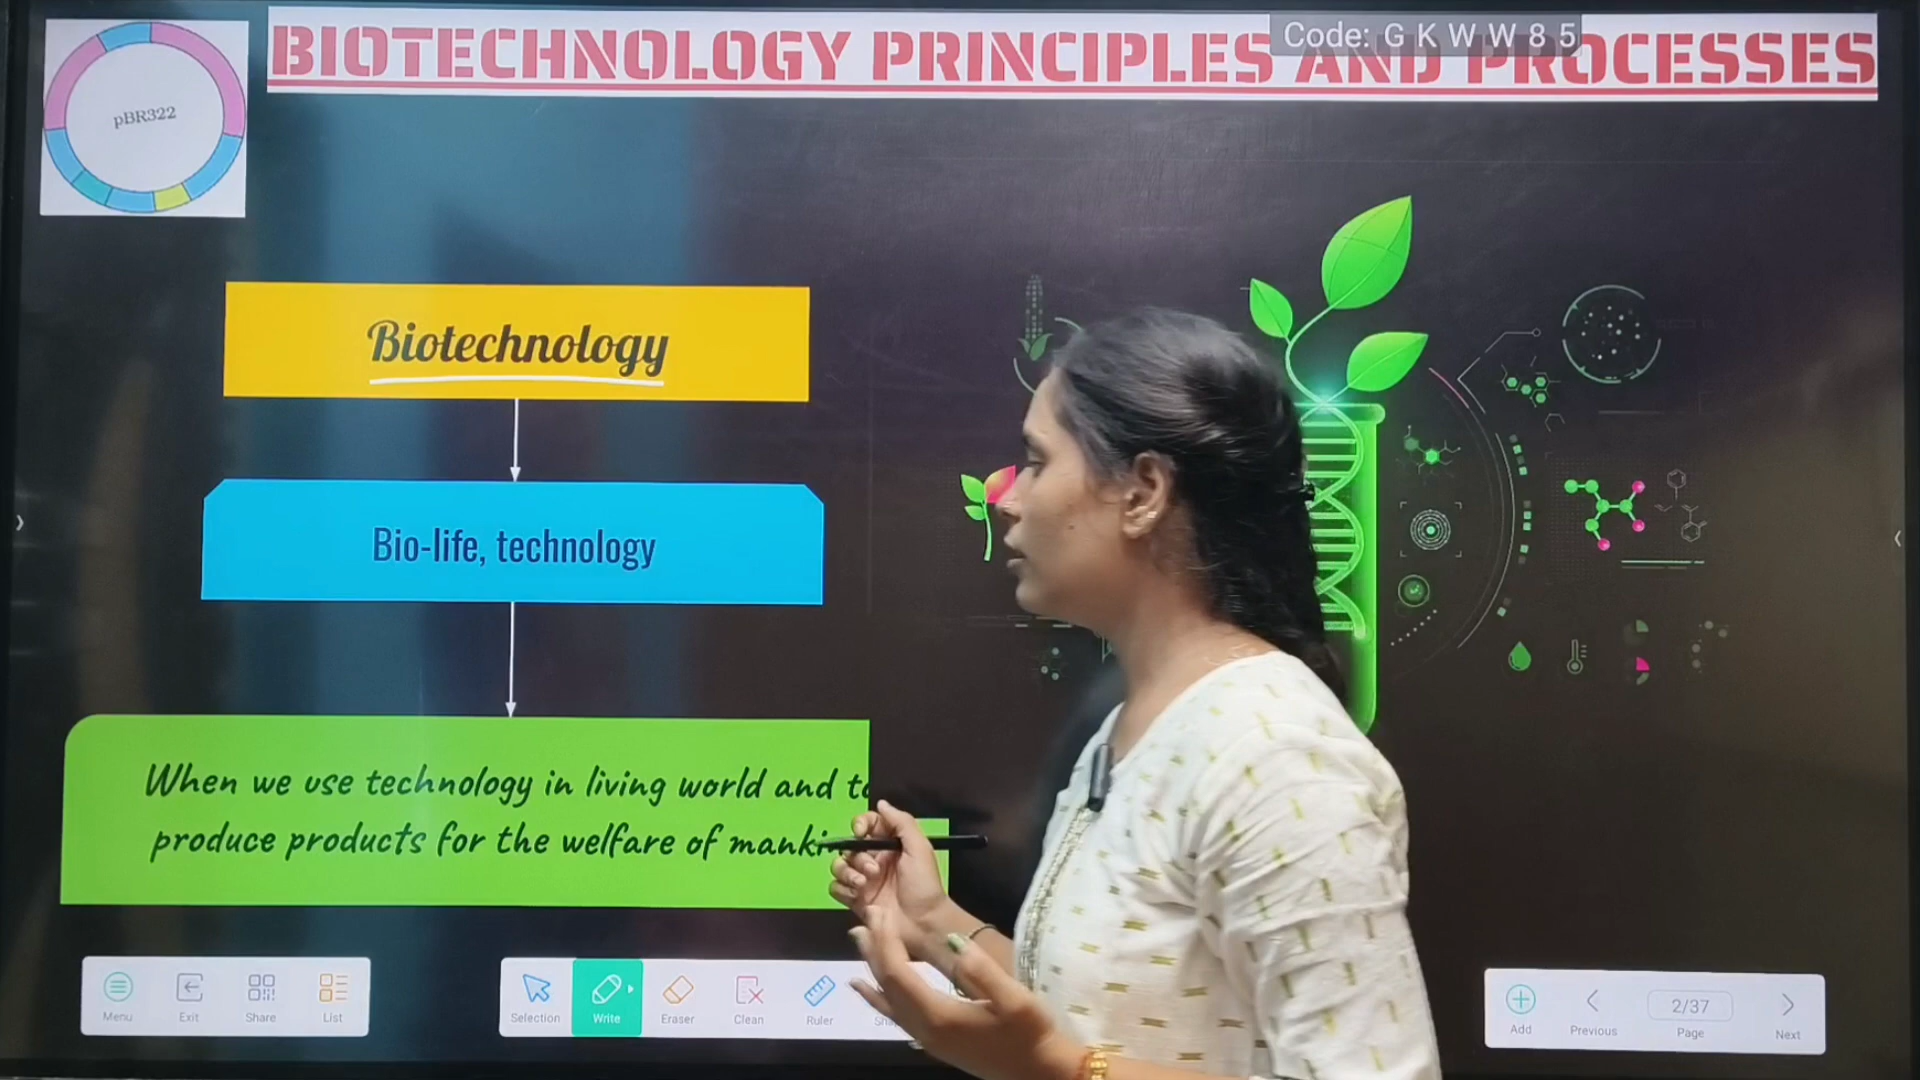 Code: G K W W 8 5
BIOTECHNOLOGY PRINCIPLES AND PROCESSES
pBR322
Biotechnology
Bio-life, technology
When we use technology in living world and
produce products for the welfare of
Menu
Exit
Share
List
Selection
Write
Eraser
Clean
Ruler
Add
Previous
2/37
Page
Next